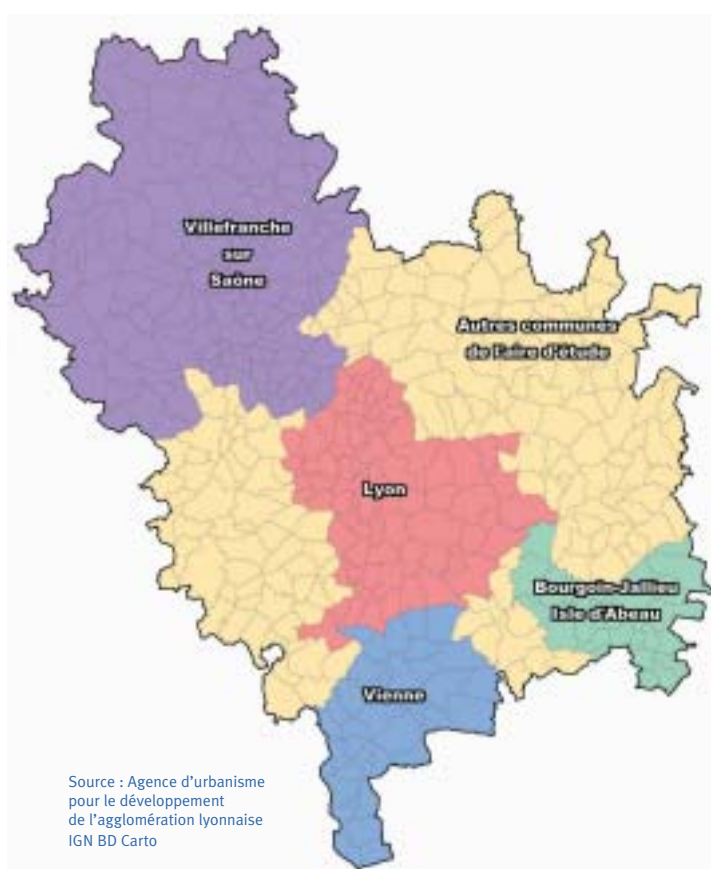 Villefranche
sur
Saône
Autres communes
de l'aire d'étude
Lyon
Bourgoin-Jallieu
Isle d'Abeau
Vienne
Source : Agence d'urbanisme
pour le développement
de l'agglomération lyonnaise
IGN BD Carto